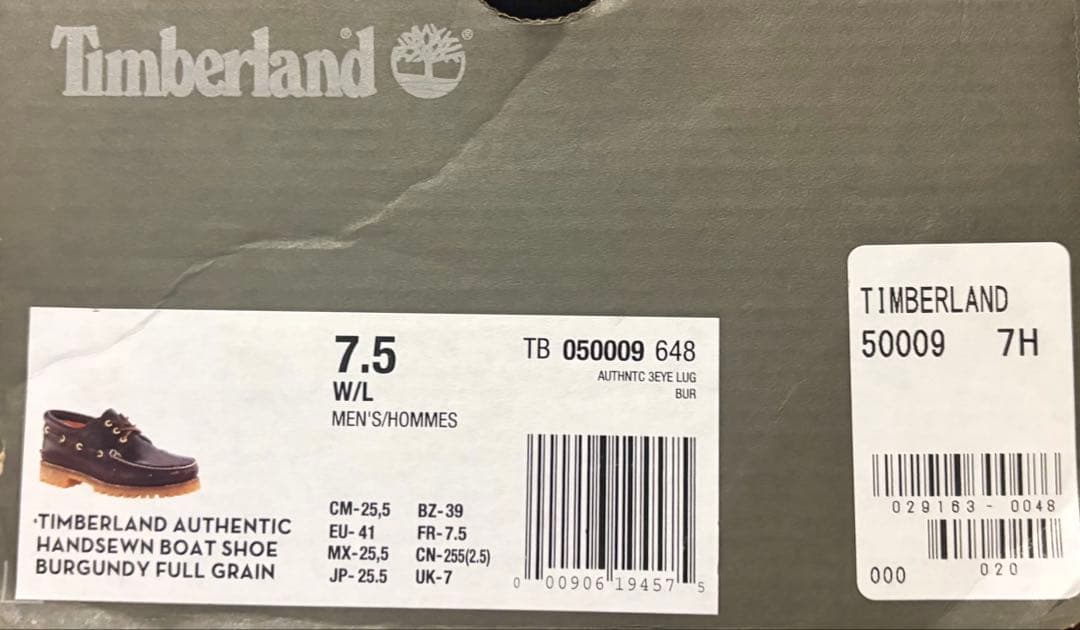 Timberland®
7.5
W/L
MEN'S/HOMMES
TB 050009 648
AUTHNTC 3EYE LUG
BUR
CM-25,5 BZ-39
EU-41 FR-7.5
MX-25,5 CN-255(2.5)
JP-25.5 UK-7
TIMBERLAND AUTHENTIC
HANDSEWN BOAT SHOE
BURGUNDY FULL GRAIN
0 00906 19457 5
TIMBERLAND
50009 7H
029163-0048
000 020